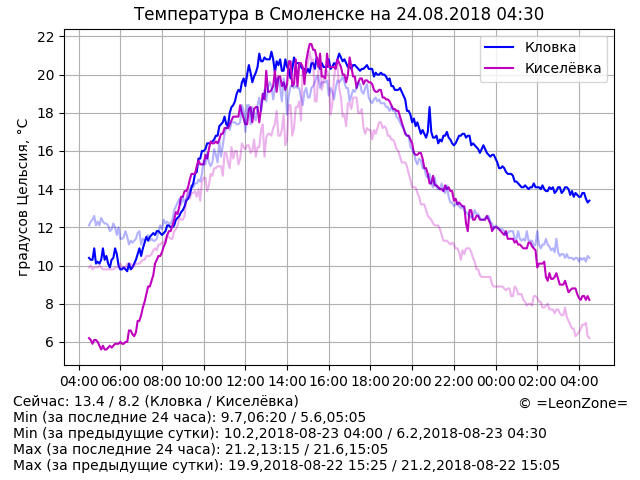 Температура в Смоленске на 24.08.2018 04:30
градусов Цельсия, °C
22
20
18
16
14
12
10
8
6
Кловка
Киселёвка
04:00 06:00 08:00 10:00 12:00 14:00 16:00 18:00 20:00 22:00 00:00 02:00 04:00
Сейчас: 13.4 / 8.2 (Кловка / Киселёвка)
© =LeonZone=
Min (за последние 24 часа): 9.7,06:20 / 5.6,05:05
Min (за предыдущие сутки): 10.2,2018-08-23 04:00 / 6.2,2018-08-23 04:30
Max (за последние 24 часа): 21.2,13:15 / 21.6,15:05
Max (за предыдущие сутки): 19.9,2018-08-22 15:25 / 21.2,2018-08-22 15:05